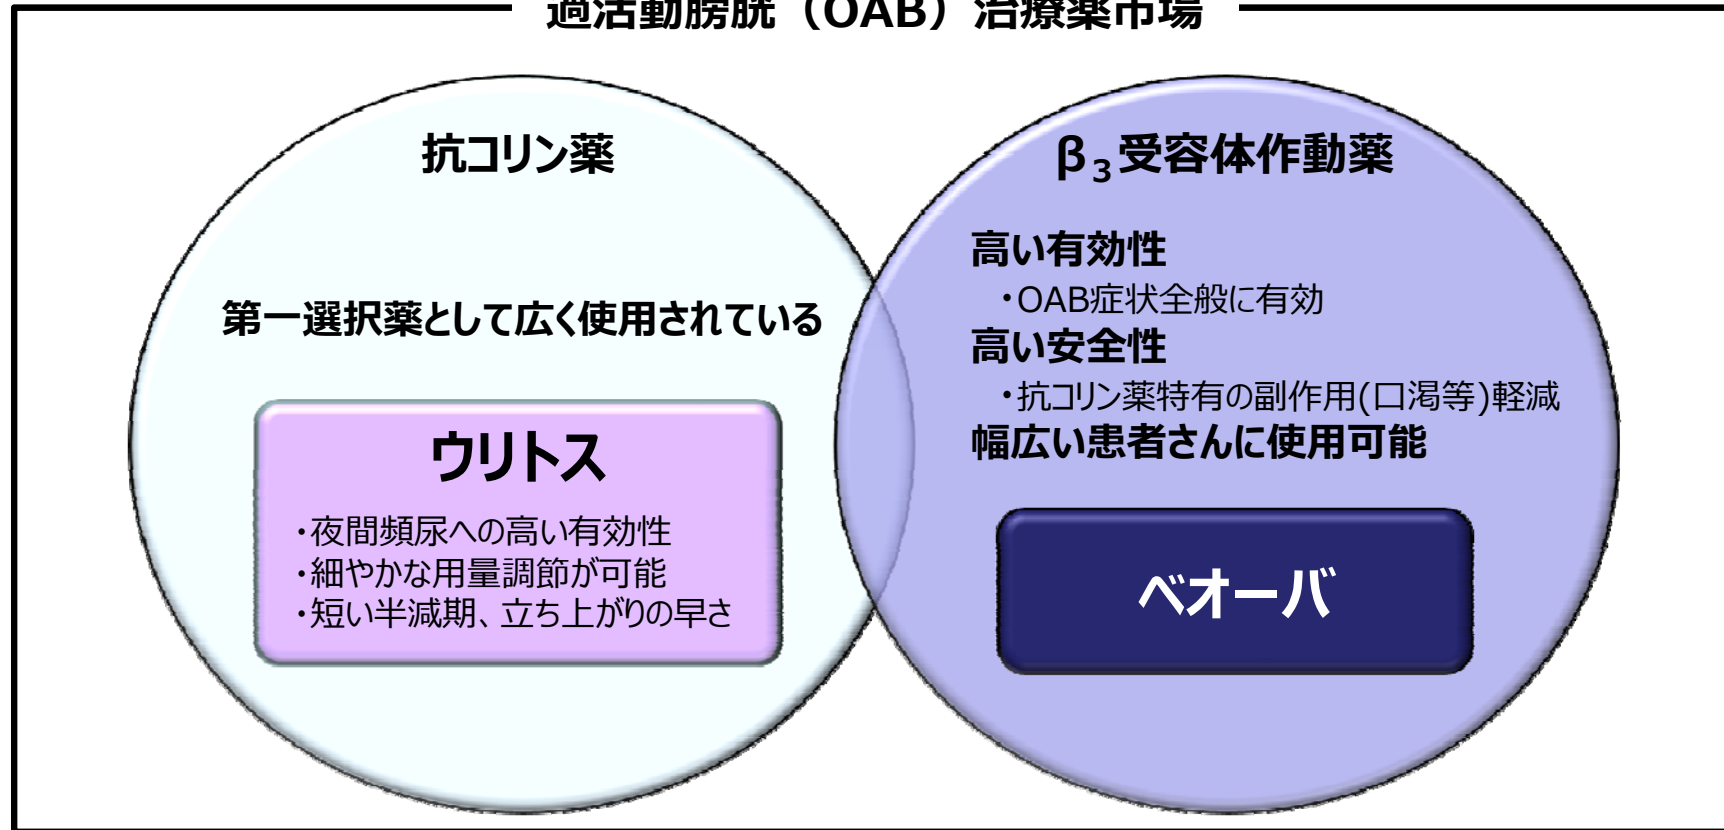 過活動膀胱（OAB）治療薬市場
抗コリン薬
第一選択薬として広く使用されている
ウリトス
・夜間頻尿への高い有効性
・細やかな用量調節が可能
・短い半減期、立ち上がりの早さ
β₃受容体作動薬
高い有効性
・OAB症状全般に有効
高い安全性
・抗コリン薬特有の副作用(口渇等)軽減
幅広い患者さんに使用可能
ベオーバ